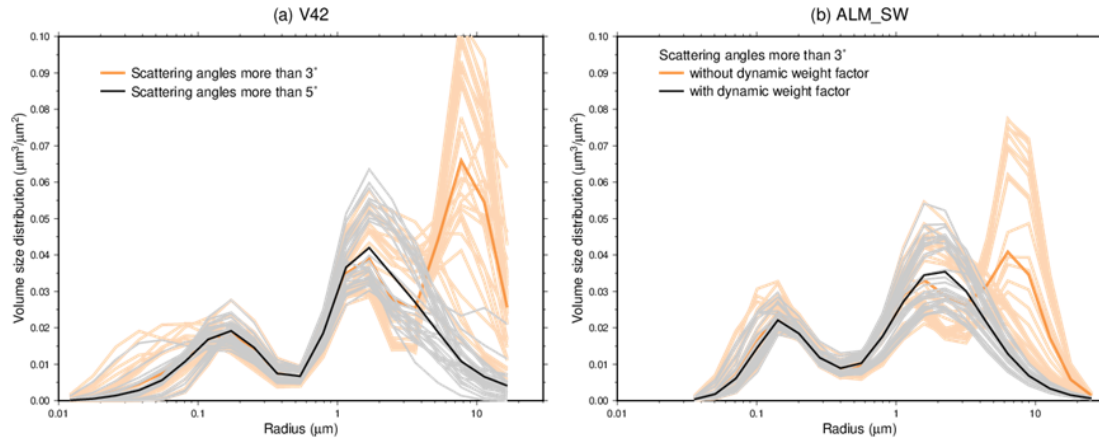 (a) V42
Volume size distribution (μm³/μm²)
0.10
0.09
0.08
0.07
0.06
0.05
0.04
0.03
0.02
0.01
0.00
Scattering angles more than 3°
Scattering angles more than 5°
0.01 0.1 1 10
Radius (μm)
(b) ALM_SW
Volume size distribution (μm³/μm²)
0.10
0.09
0.08
0.07
0.06
0.05
0.04
0.03
0.02
0.01
0.00
Scattering angles more than 3°
without dynamic weight factor
with dynamic weight factor
0.01 0.1 1 10
Radius (μm)